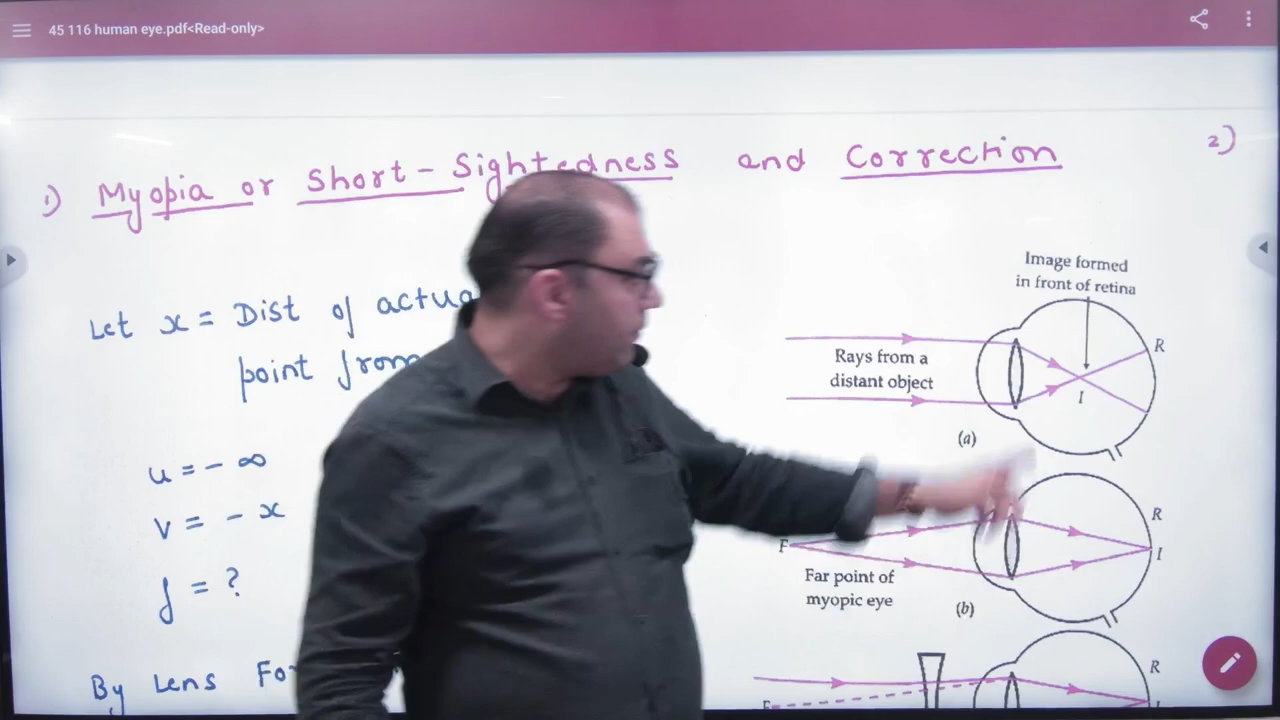 45 116 human eye.pdf<Read-only>
1) Myopia or Short-Sightedness and Correction
2)
Let x = Dist of actua
point from
u = - ∞
v = - x
f = ?
By Lens Fo
Image formed
in front of retina
Rays from a
distant object
R
I
(a)
F
Far point of
myopic eye
R
I
(b)
R
F